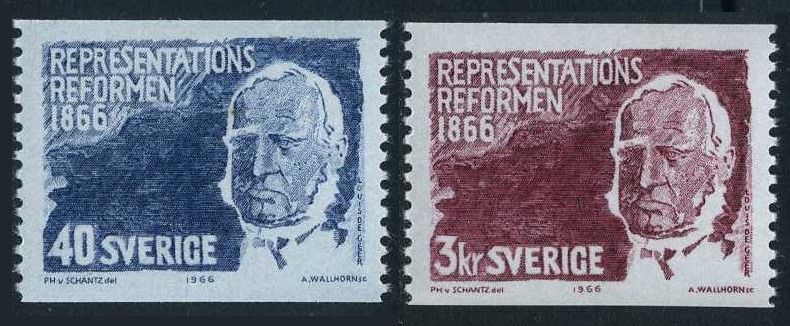 REPRESENTATIONS
REFORMEN
1866
LOUIS DE GEER
40 SVERIGE
PH v. SCHANTZ del 1966 A. WALLHORN sc
REPRESENTATIONS
REFORMEN
1866
LOUIS DE GEER
3kr SVERIGE
PH v. SCHANTZ del 1966 A. WALLHORN sc